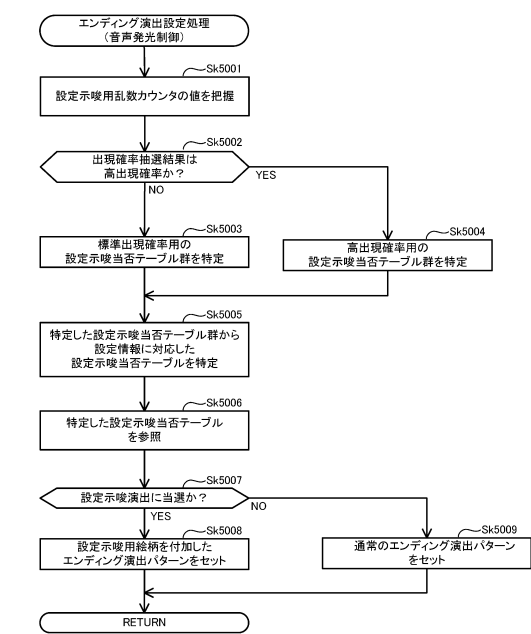 エンディング演出設定処理
(音声発光制御)
Sk5001
設定示唆用乱数カウンタの値を把握
Sk5002
出現確率抽選結果は
高出現確率か?
YES
NO
Sk5003
標準出現確率用の
設定示唆当否テーブル群を特定
Sk5004
高出現確率用の
設定示唆当否テーブル群を特定
Sk5005
特定した設定示唆当否テーブル群から
設定情報に対応した
設定示唆当否テーブルを特定
Sk5006
特定した設定示唆当否テーブル
を参照
Sk5007
設定示唆演出に当選か?
NO
YES
Sk5008
設定示唆用絵柄を付加した
エンディング演出パターンをセット
Sk5009
通常のエンディング演出パターン
をセット
RETURN